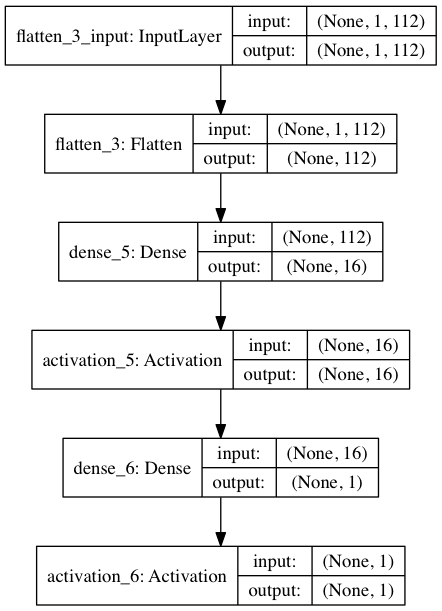 flatten_3_input: InputLayer
input: (None, 1, 112)
output: (None, 1, 112)
flatten_3: Flatten
input: (None, 1, 112)
output: (None, 112)
dense_5: Dense
input: (None, 112)
output: (None, 16)
activation_5: Activation
input: (None, 16)
output: (None, 16)
dense_6: Dense
input: (None, 16)
output: (None, 1)
activation_6: Activation
input: (None, 1)
output: (None, 1)